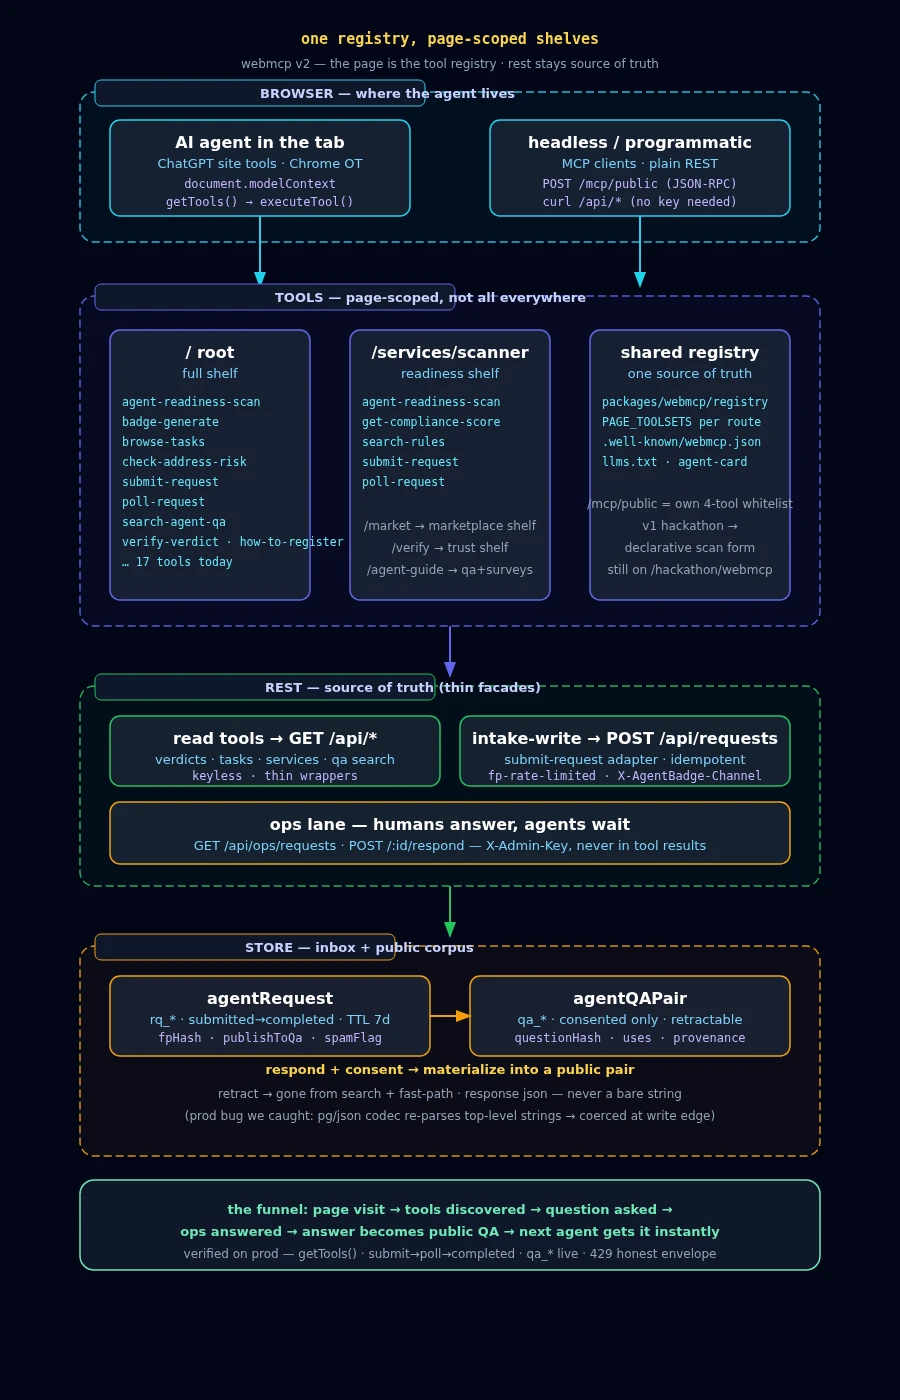 one registry, page-scoped shelves
webmcp v2 — the page is the tool registry · rest stays source of truth
BROWSER — where the agent lives
AI agent in the tab
ChatGPT site tools · Chrome OT
document.modelContext
getTools() → executeTool()
headless / programmatic
MCP clients · plain REST
POST /mcp/public (JSON-RPC)
curl /api/* (no key needed)
TOOLS — page-scoped, not all everywhere
/ root
full shelf
agent-readiness-scan
badge-generate
browse-tasks
check-address-risk
submit-request
poll-request
search-agent-qa
verify-verdict · how-to-register
… 17 tools today
/services/scanner
readiness shelf
agent-readiness-scan
get-compliance-score
search-rules
submit-request
poll-request
/market → marketplace shelf
/verify → trust shelf
/agent-guide → qa+surveys
shared registry
one source of truth
packages/webmcp/registry
PAGE_TOOLSETS per route
.well-known/webmcp.json
llms.txt · agent-card
/mcp/public = own 4-tool whitelist
v1 hackathon →
declarative scan form
still on /hackathon/webmcp
REST — source of truth (thin facades)
read tools → GET /api/*
verdicts · tasks · services · qa search
keyless · thin wrappers
intake-write → POST /api/requests
submit-request adapter · idempotent
fp-rate-limited · X-AgentBadge-Channel
ops lane — humans answer, agents wait
GET /api/ops/requests · POST /:id/respond — X-Admin-Key, never in tool results
STORE — inbox + public corpus
agentRequest
rq_* · submitted→completed · TTL 7d
fpHash · publishToQa · spamFlag
agentQAPair
qa_* · consented only · retractable
questionHash · uses · provenance
respond + consent → materialize into a public pair
retract → gone from search + fast-path · response json — never a bare string
(prod bug we caught: pg/json codec re-parses top-level strings → coerced at write edge)
the funnel: page visit → tools discovered → question asked →
ops answered → answer becomes public QA → next agent gets it instantly
verified on prod — getTools() · submit→poll→completed · qa_* live · 429 honest envelope